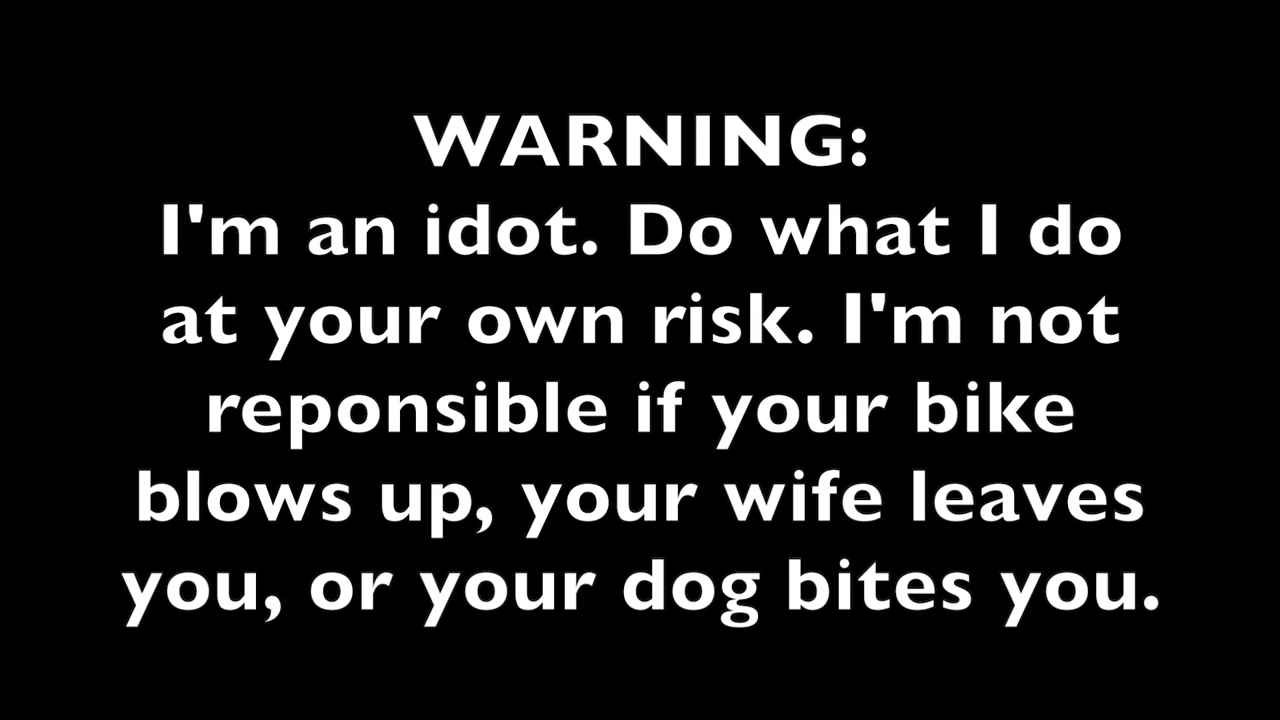 WARNING:
I'm an idot. Do what I do
at your own risk. I'm not
reponsible if your bike
blows up, your wife leaves
you, or your dog bites you.